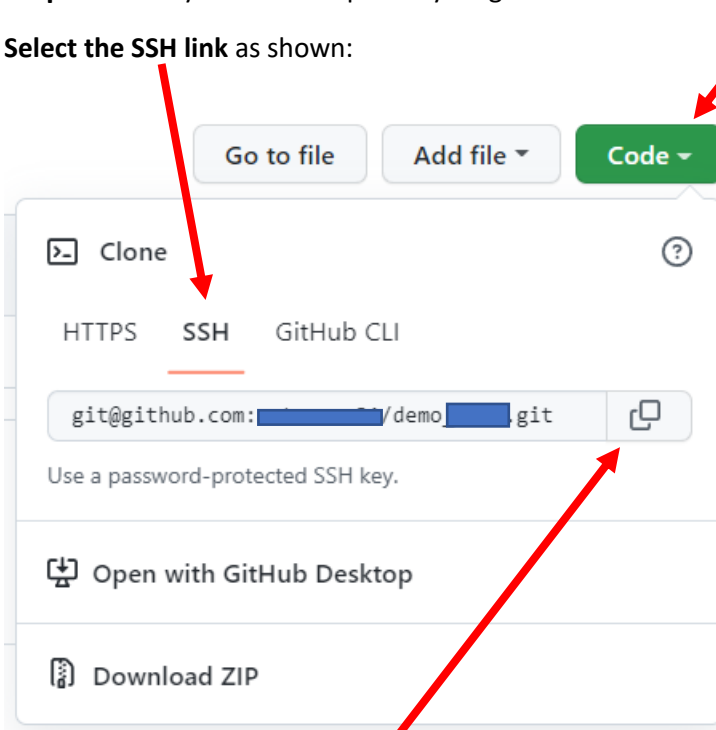 Select the SSH link as shown:
Go to file Add file Code
Clone
HTTPS SSH GitHub CLI
git@github.com: /demo_ .git
Use a password-protected SSH key.
Open with GitHub Desktop
Download ZIP